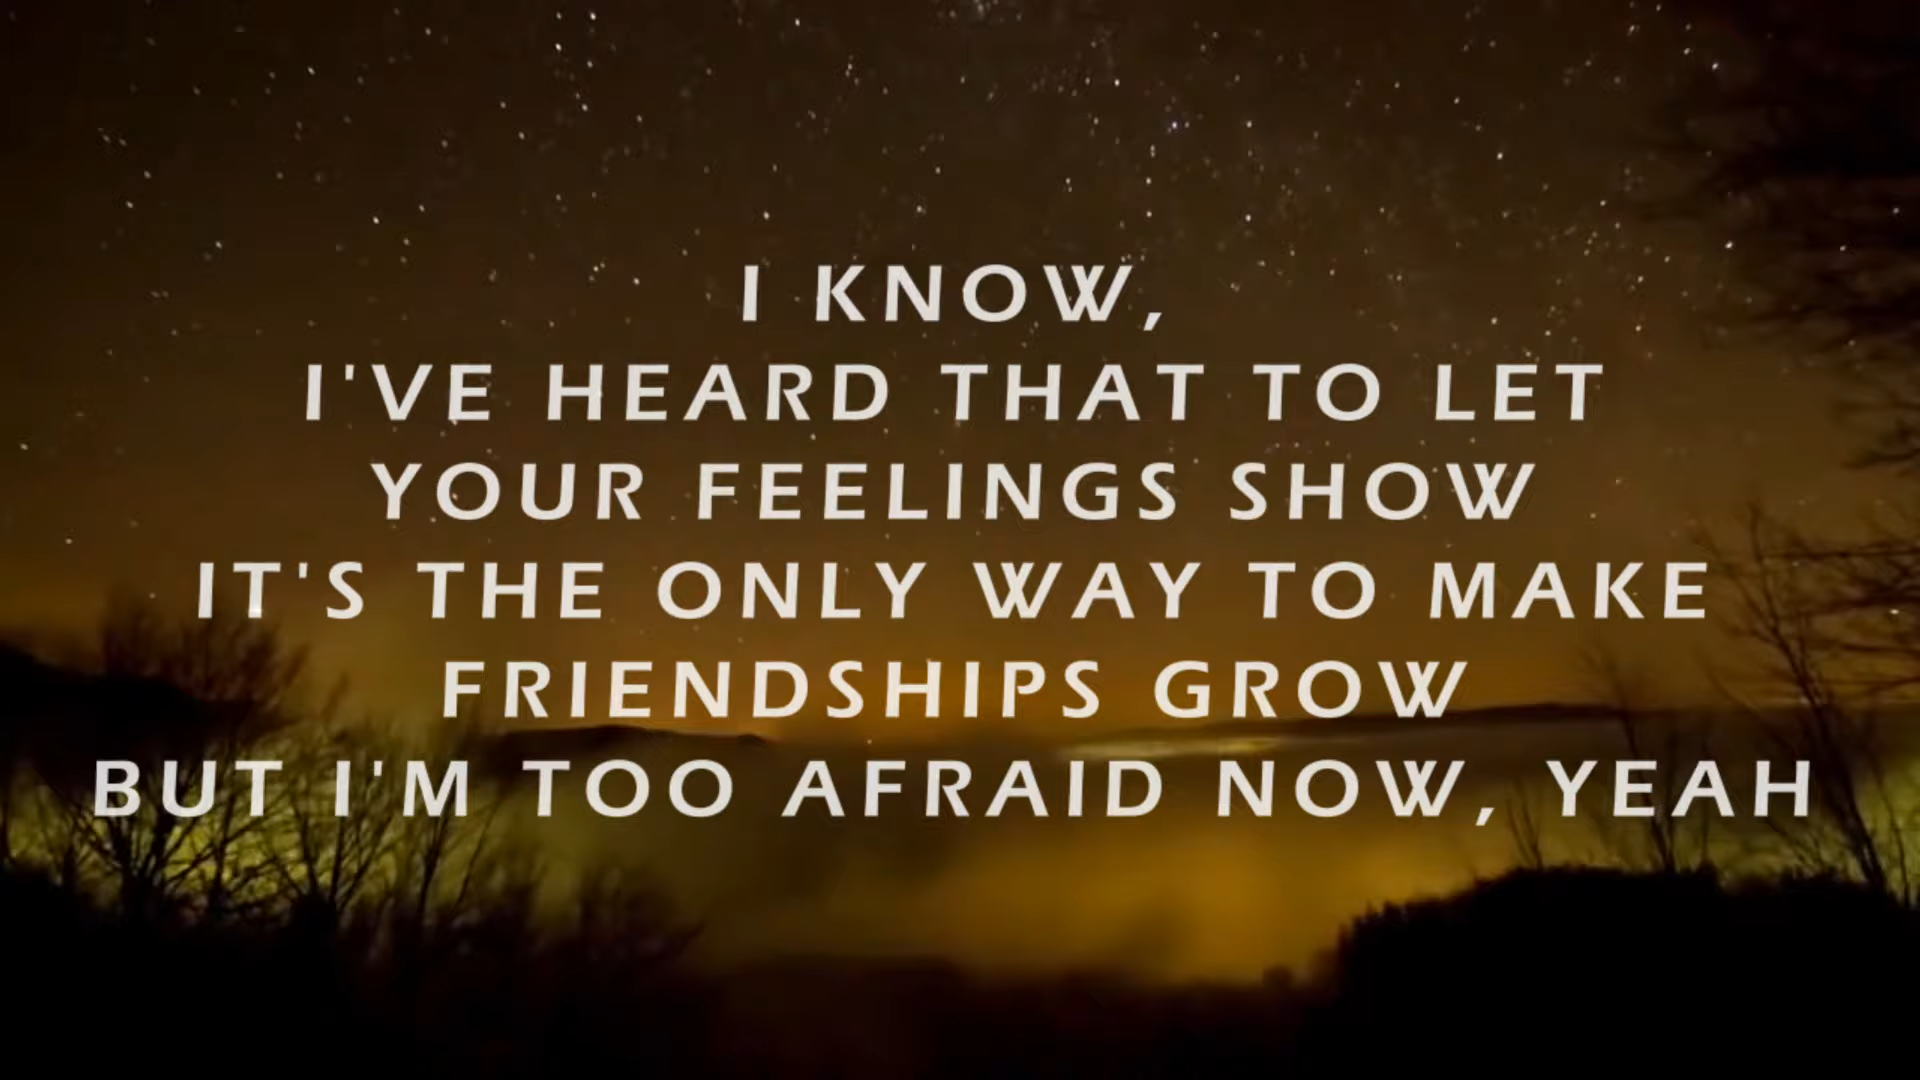 I KNOW,
I'VE HEARD THAT TO LET
YOUR FEELINGS SHOW
IT'S THE ONLY WAY TO MAKE
FRIENDSHIPS GROW
BUT I'M TOO AFRAID NOW, YEAH